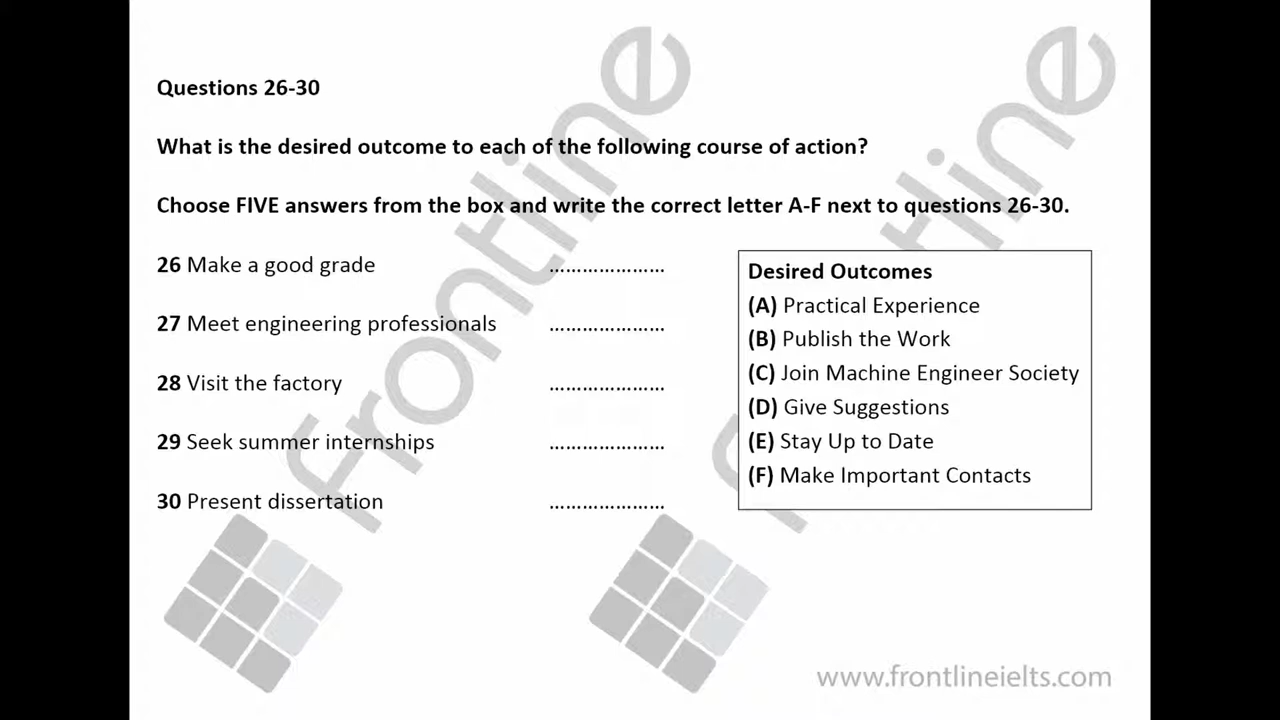 Questions 26-30
What is the desired outcome to each of the following course of action?
Choose FIVE answers from the box and write the correct letter A-F next to questions 26-30.
26 Make a good grade .....................
27 Meet engineering professionals .....................
28 Visit the factory .....................
29 Seek summer internships .....................
30 Present dissertation .....................
Desired Outcomes
(A) Practical Experience
(B) Publish the Work
(C) Join Machine Engineer Society
(D) Give Suggestions
(E) Stay Up to Date
(F) Make Important Contacts
frontline
frontline
www.frontlineielts.com